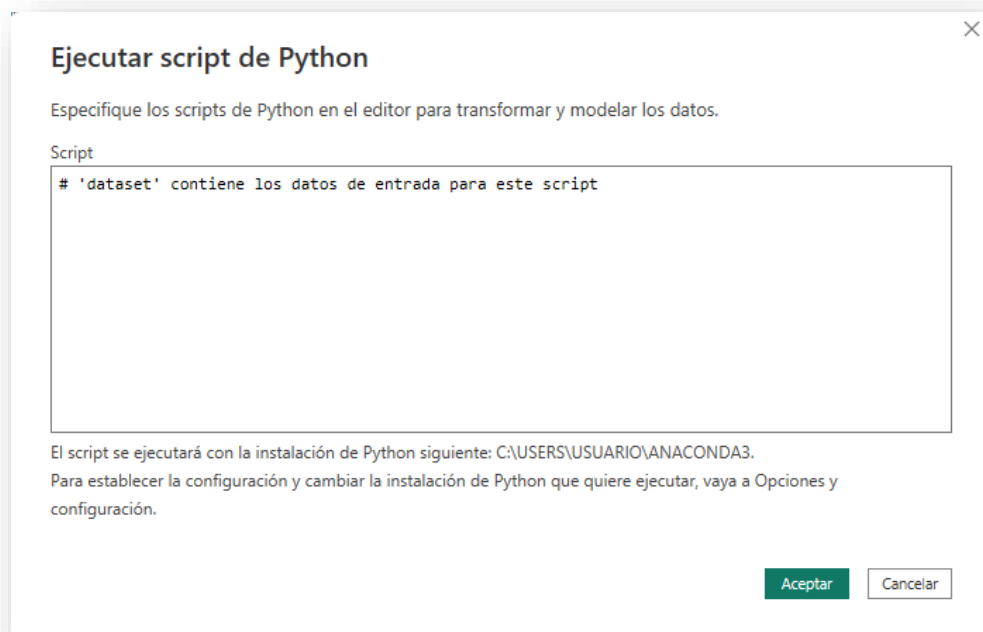 Ejecutar script de Python
Especifique los scripts de Python en el editor para transformar y modelar los datos.
Script
# 'dataset' contiene los datos de entrada para este script
El script se ejecutará con la instalación de Python siguiente: C:\USERS\USUARIO\ANACONDA3.
Para establecer la configuración y cambiar la instalación de Python que quiere ejecutar, vaya a Opciones y
configuración.
Aceptar
Cancelar